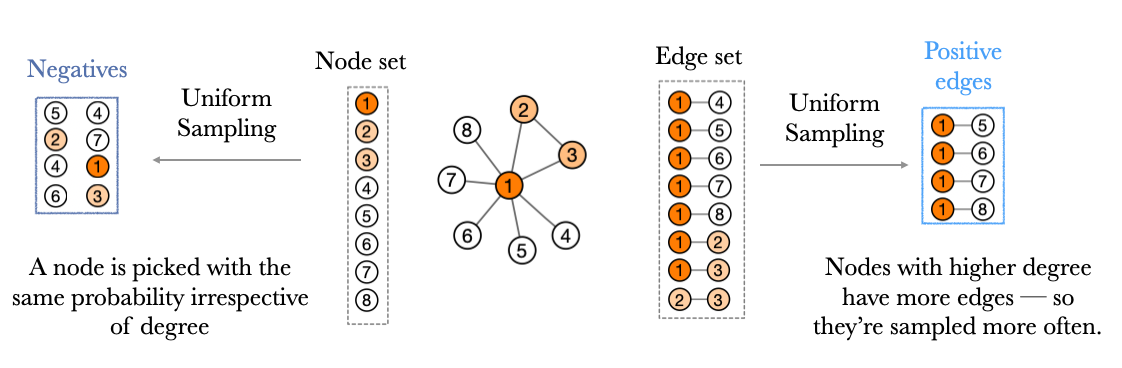 Negatives
5 4
2 7
4 1
6 3
Uniform
Sampling
A node is picked with the
same probability irrespective
of degree
Node set
1
2
3
4
5
6
7
8
2
8
3
7
1
6
5
4
Edge set
1 4
1 5
1 6
1 7
1 8
1 2
1 3
2 3
Uniform
Sampling
Positive
edges
1 5
1 6
1 7
1 8
Nodes with higher degree
have more edges — so
they're sampled more often.